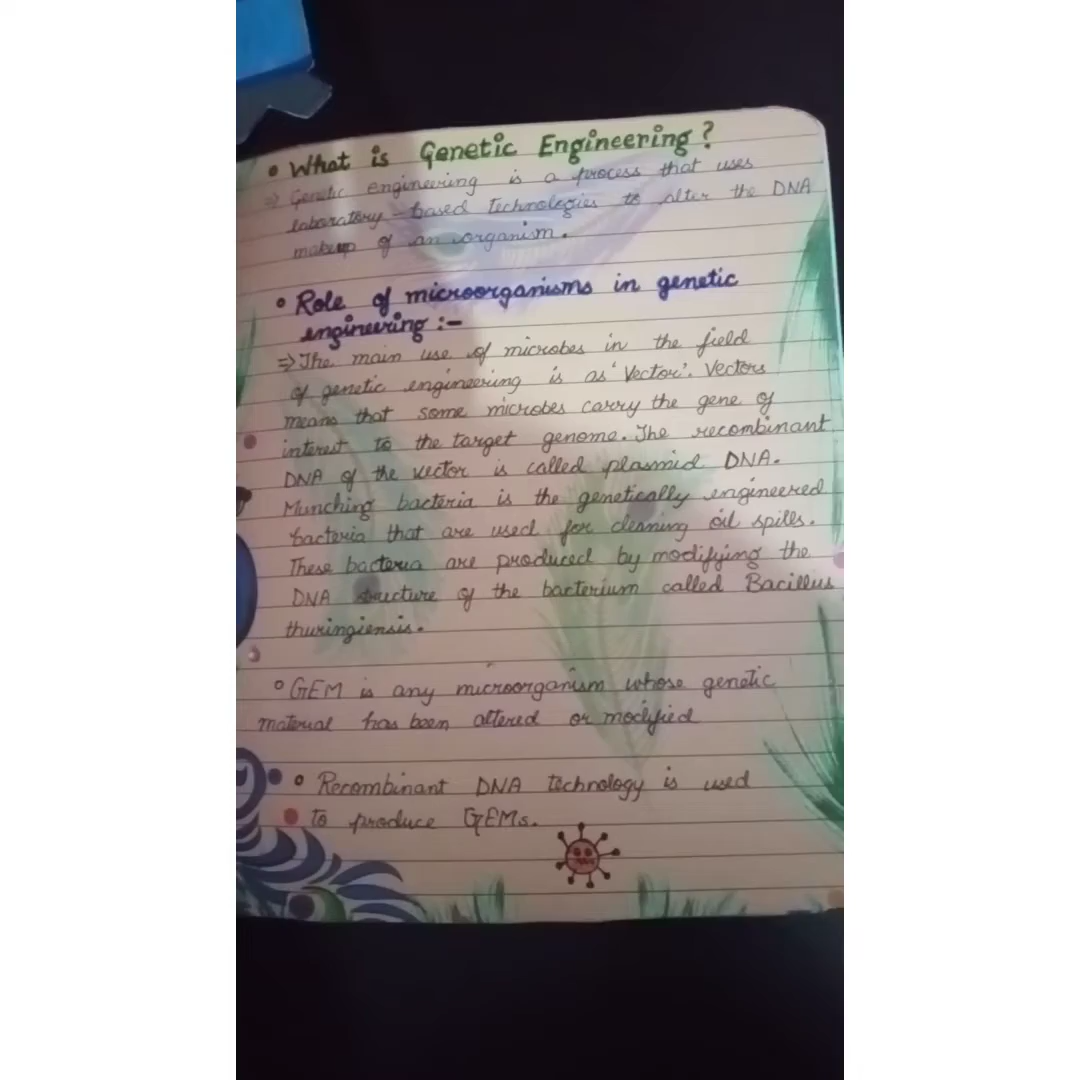 • What is Genetic Engineering?
⇒ Genetic engineering is a process that uses
laboratory-based technologies to alter the DNA
makeup of an organism.
• Role of microorganisms in genetic
engineering :-
⇒ The main use of microbes in the field
of genetic engineering is as 'Vector'. Vectors
means that some microbes carry the gene of
interest to the target genome. The recombinant
DNA of the vector is called plasmid DNA.
Munching bacteria is the genetically engineered
bacteria that are used for cleaning oil spills.
These bacteria are produced by modifying the
DNA structure of the bacterium called Bacillus
thuringiensis.
° GEM is any microorganism whose genetic
material has been altered or modified
° Recombinant DNA technology is used
to produce GEMs.